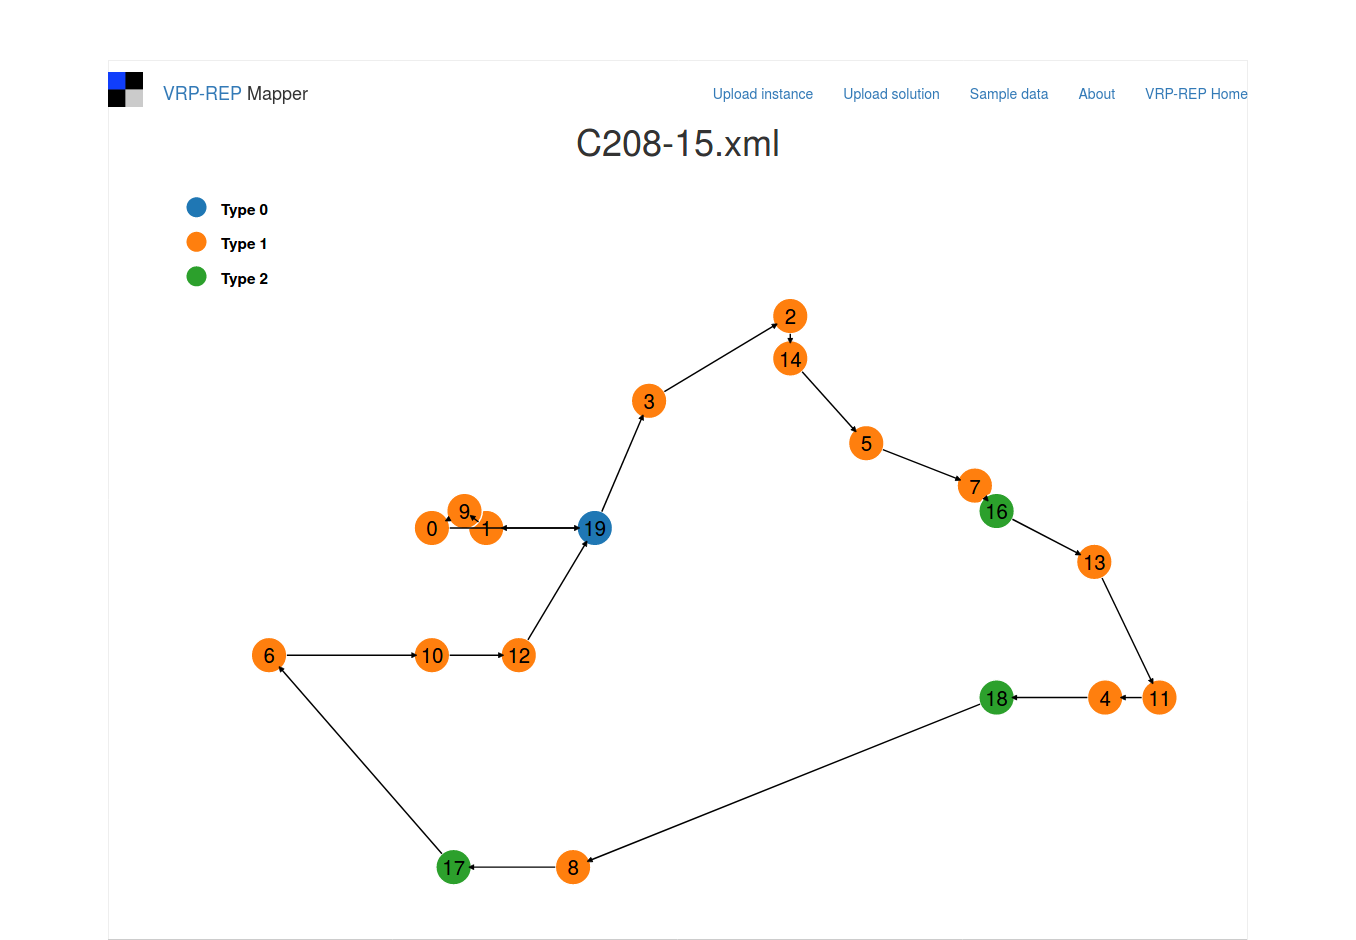 VRP-REP Mapper Upload instance Upload solution Sample data About VRP-REP Home
C208-15.xml
Type 0
Type 1
Type 2
2
14
3
5
7
9
16
0 1 19
13
6 10 12
18 4 11
17 8